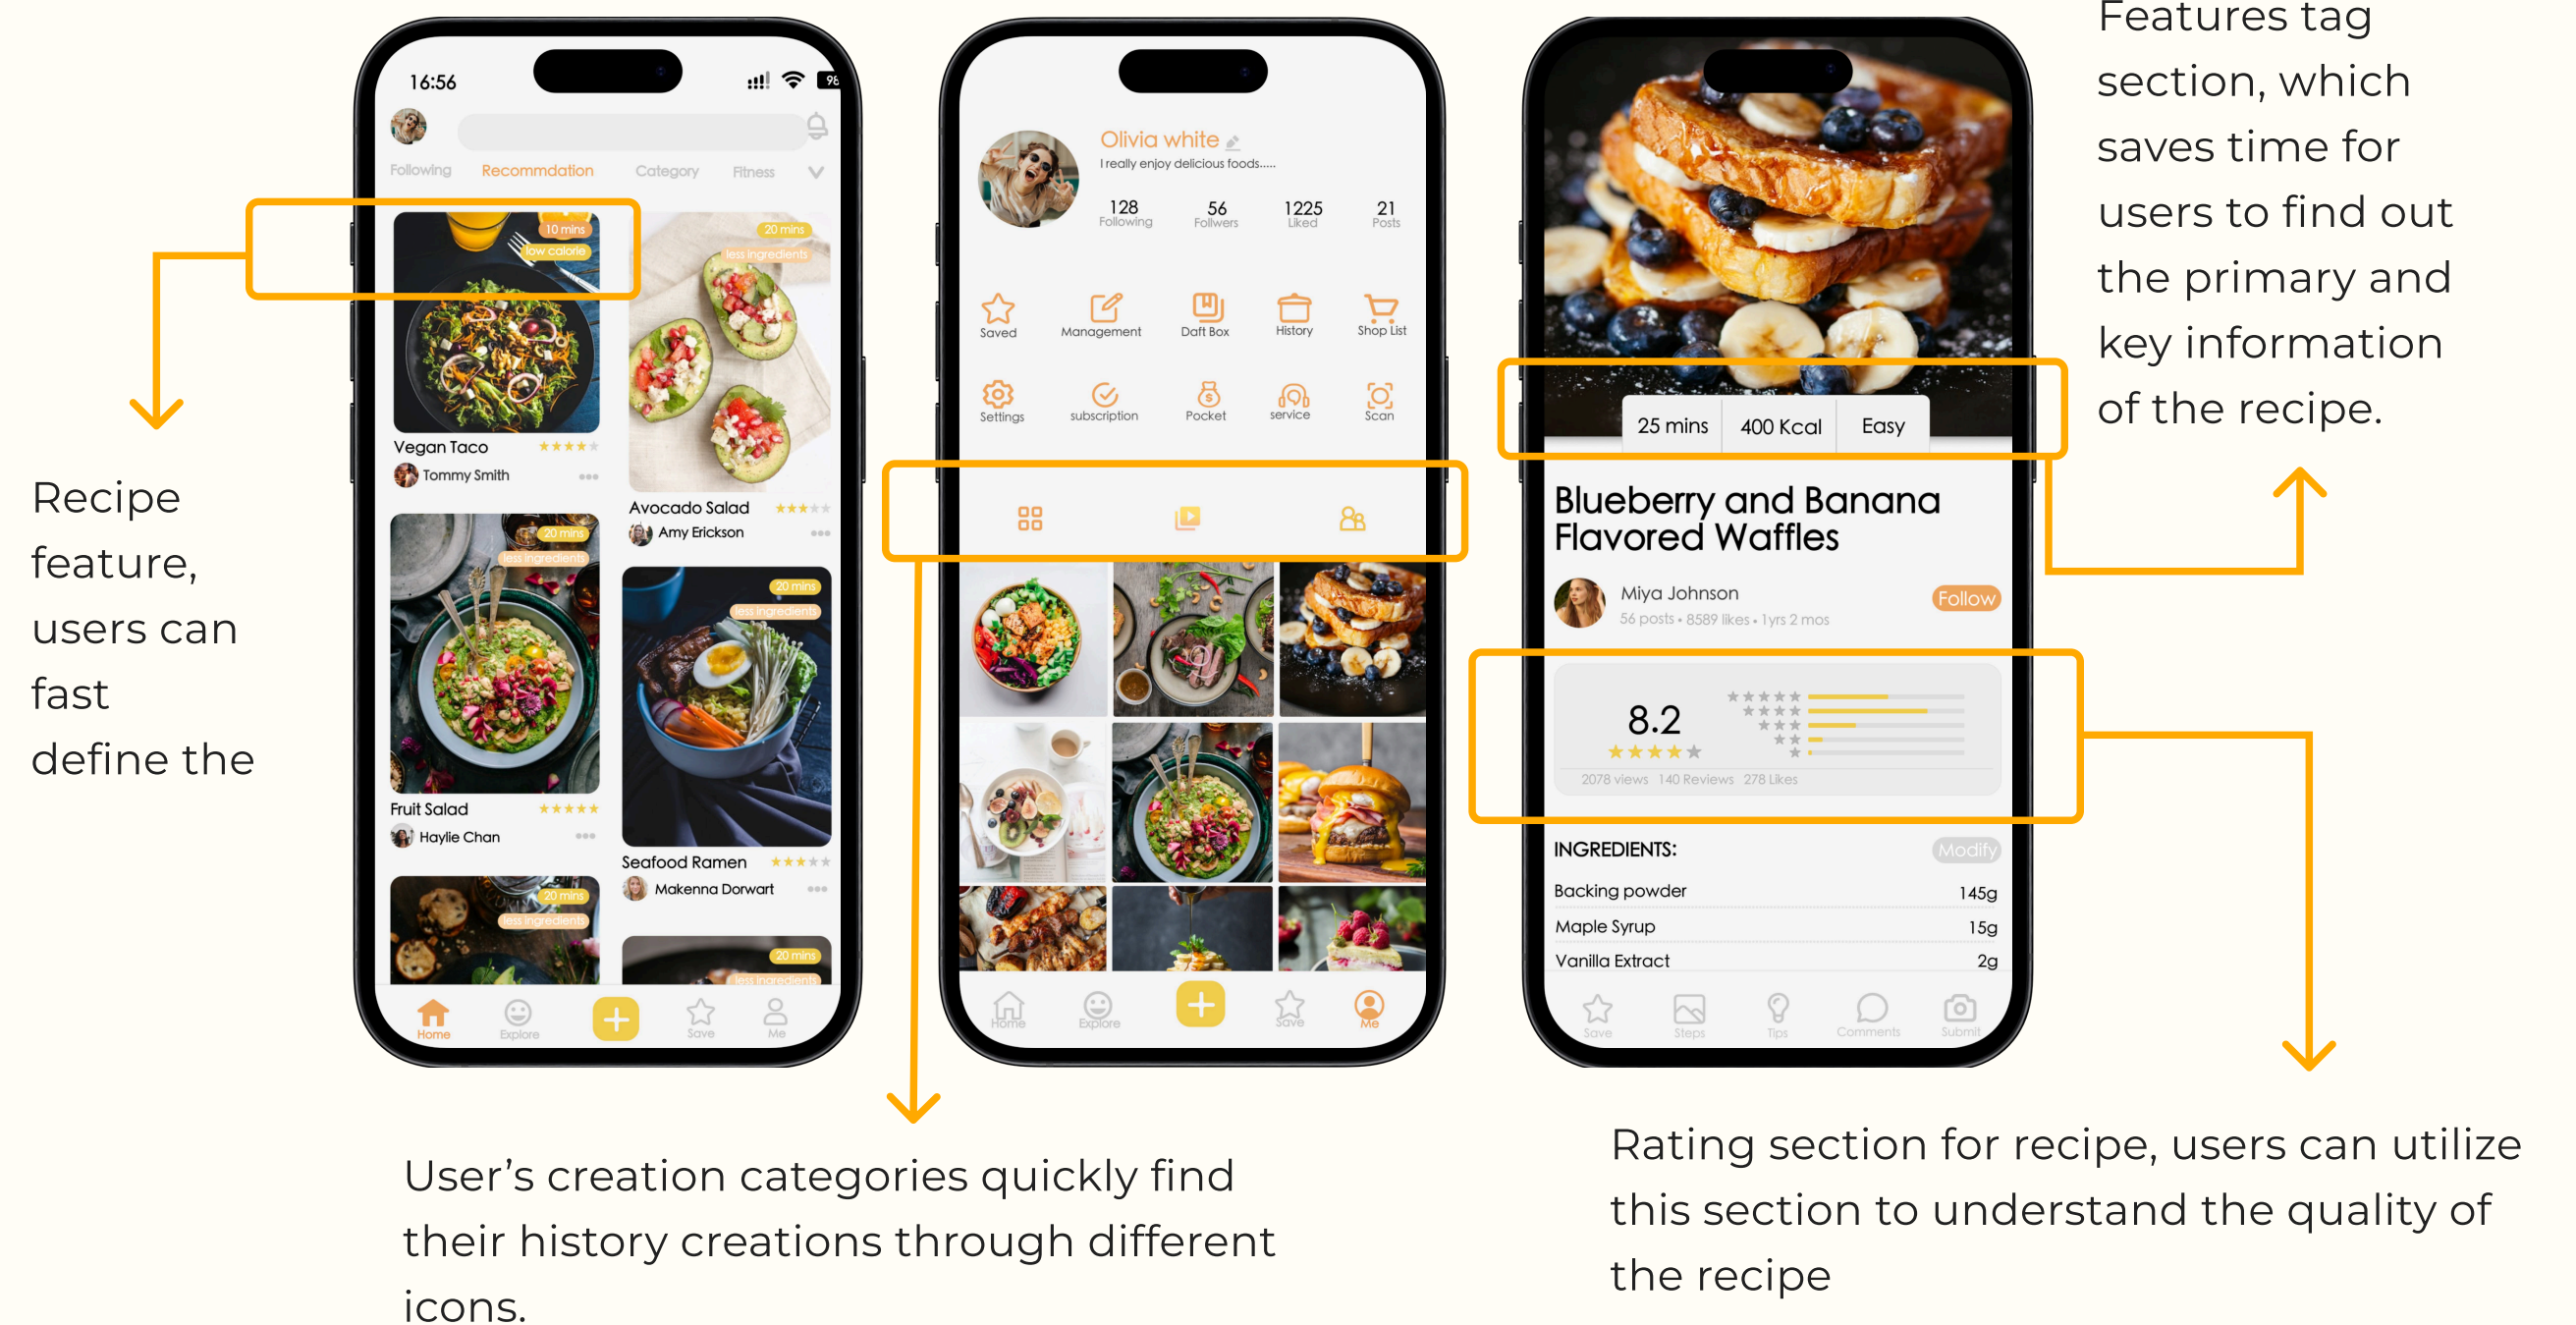 Recipe
feature,
users can
fast
define the
16:56
98
Following Recommdation Category Fitness
10 mins
low calorie
Vegan Taco
Tommy Smith
20 mins
less ingredients
Avocado Salad
Amy Erickson
20 mins
less ingredients
Fruit Salad
Haylie Chan
20 mins
less ingredients
Seafood Ramen
Makenna Dorwart
20 mins
less ingredients
20 mins
less ingredients
Home Explore Save Me
Olivia white
I really enjoy delicious foods.....
128 56 1225 21
Following Follwers Liked Posts
Saved Management Daft Box History Shop List
Settings subscription Pocket service Scan
Home Explore Save Me
User’s creation categories quickly find
their history creations through different
icons.
25 mins 400 Kcal Easy
Blueberry and Banana
Flavored Waffles
Miya Johnson
56 posts • 8589 likes • 1yrs 2 mos
Follow
8.2
2078 views 140 Reviews 278 Likes
INGREDIENTS: Modify
Backing powder 145g
Maple Syrup 15g
Vanilla Extract 2g
Save Steps Tips Comments Submit
Features tag
section, which
saves time for
users to find out
the primary and
key information
of the recipe.
Rating section for recipe, users can utilize
this section to understand the quality of
the recipe